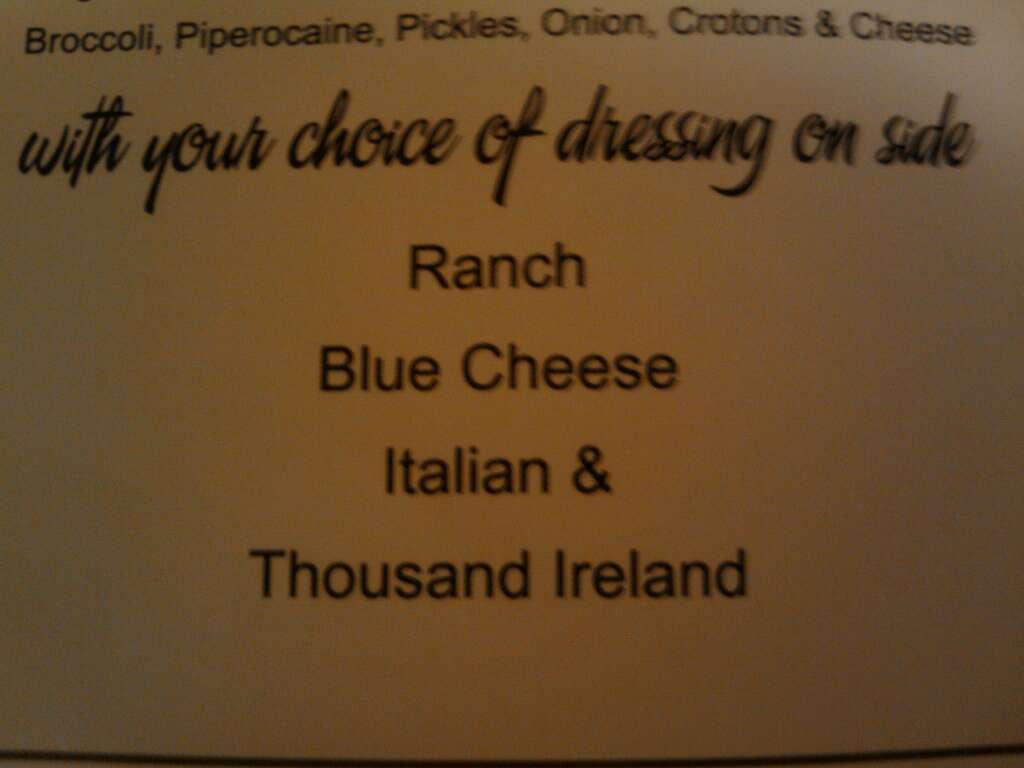 Broccoli, Piperocaine, Pickles, Onion, Crotons & Cheese
with your choice of dressing on side
Ranch
Blue Cheese
Italian &
Thousand Ireland